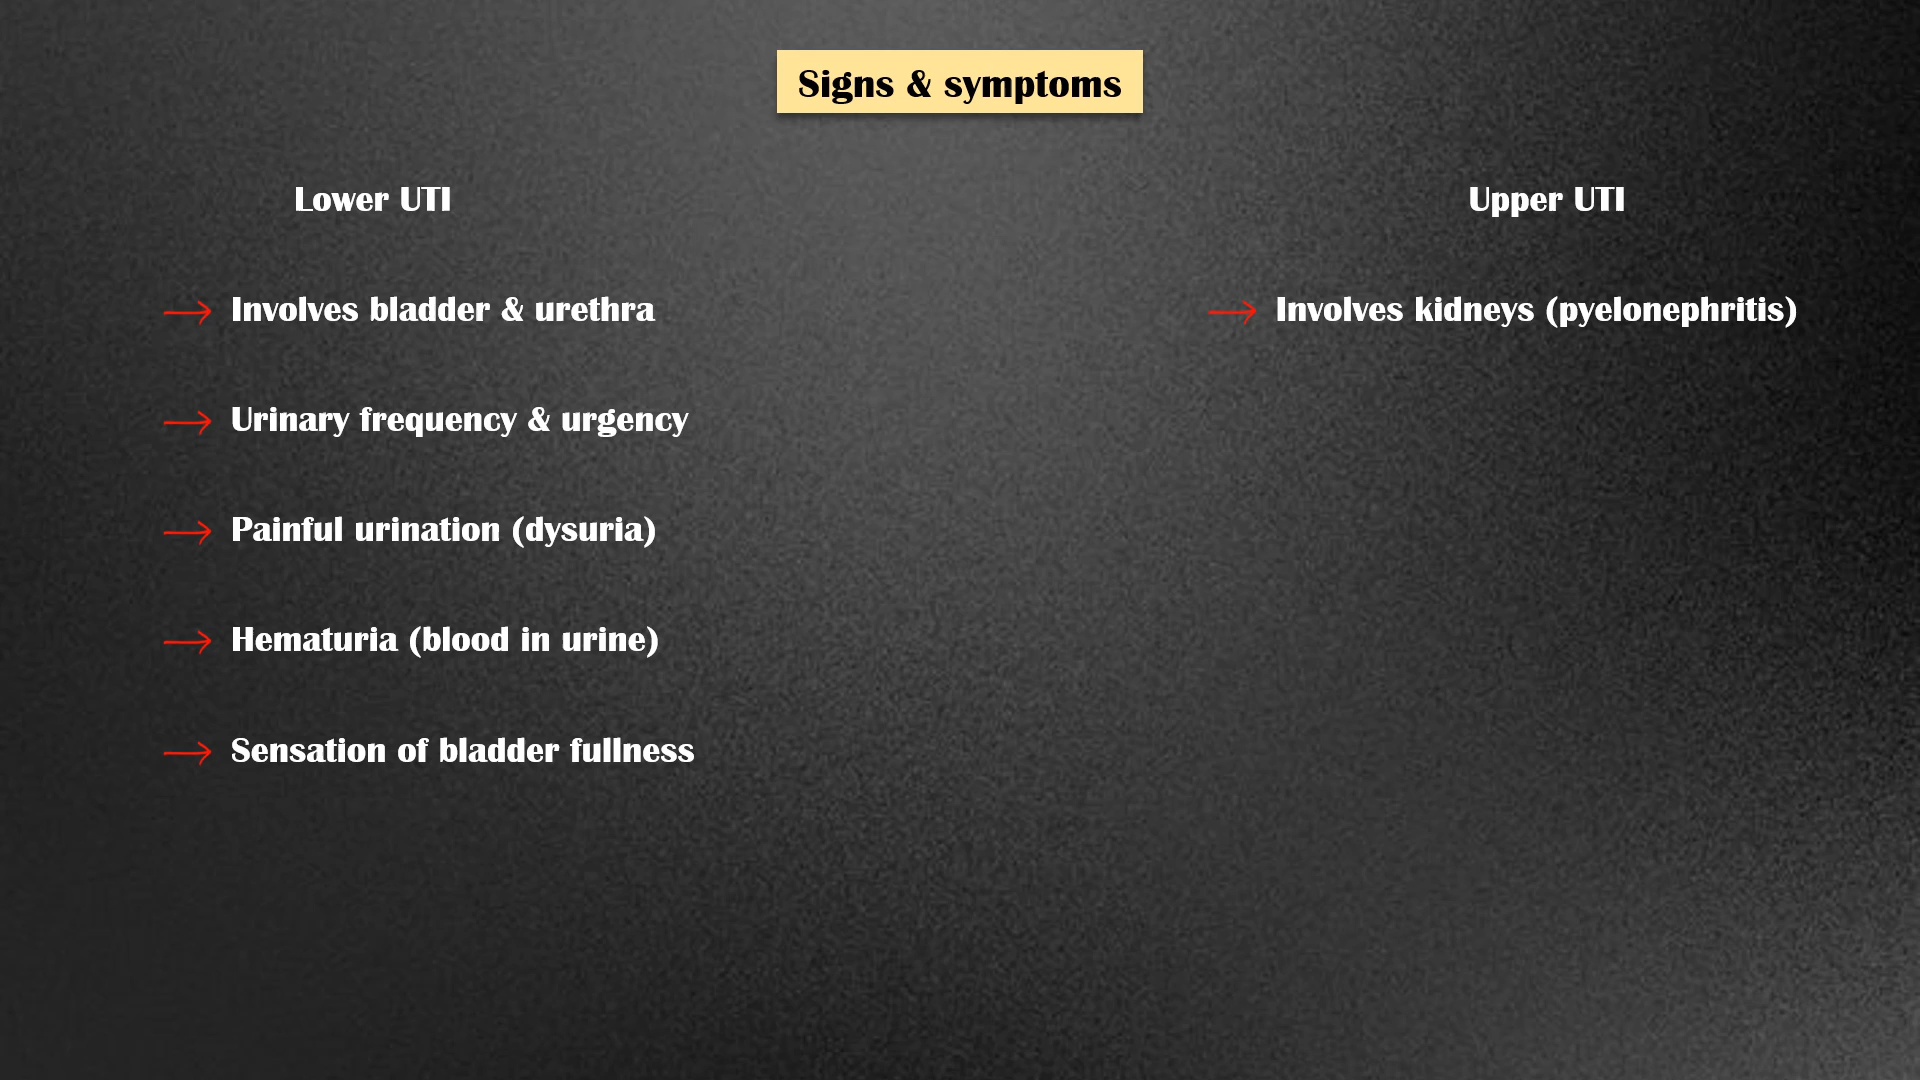 Signs & symptoms
Lower UTI
Involves bladder & urethra
Urinary frequency & urgency
Painful urination (dysuria)
Hematuria (blood in urine)
Sensation of bladder fullness
Upper UTI
Involves kidneys (pyelonephritis)